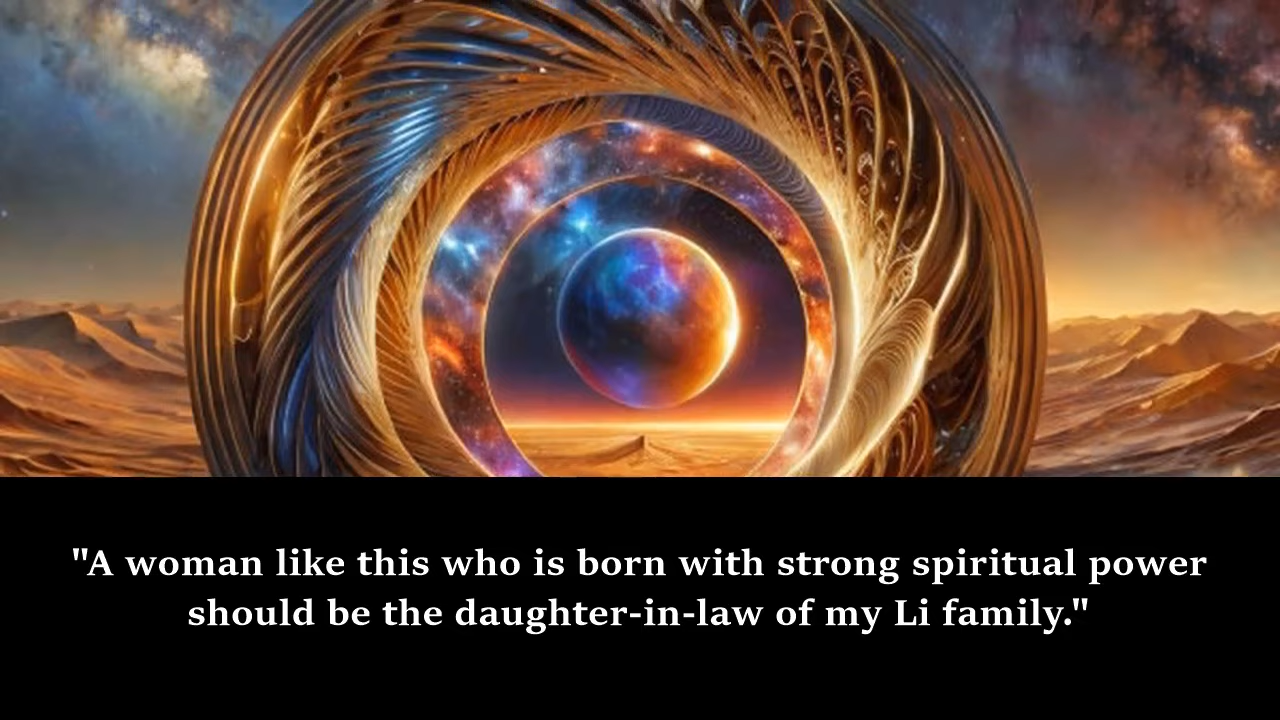 "A woman like this who is born with strong spiritual power
should be the daughter-in-law of my Li family."